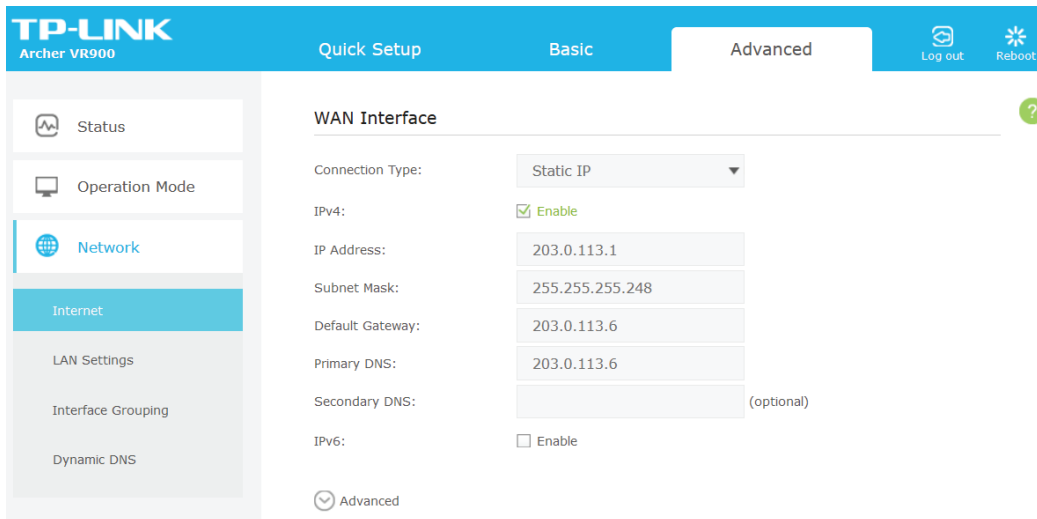 TP-LINK
Archer VR900
Quick Setup
Basic
Advanced
Log out
Reboot
Status
Operation Mode
Network
Internet
LAN Settings
Interface Grouping
Dynamic DNS
WAN Interface
?
Connection Type: Static IP
IPv4: Enable
IP Address: 203.0.113.1
Subnet Mask: 255.255.255.248
Default Gateway: 203.0.113.6
Primary DNS: 203.0.113.6
Secondary DNS: (optional)
IPv6: Enable
Advanced